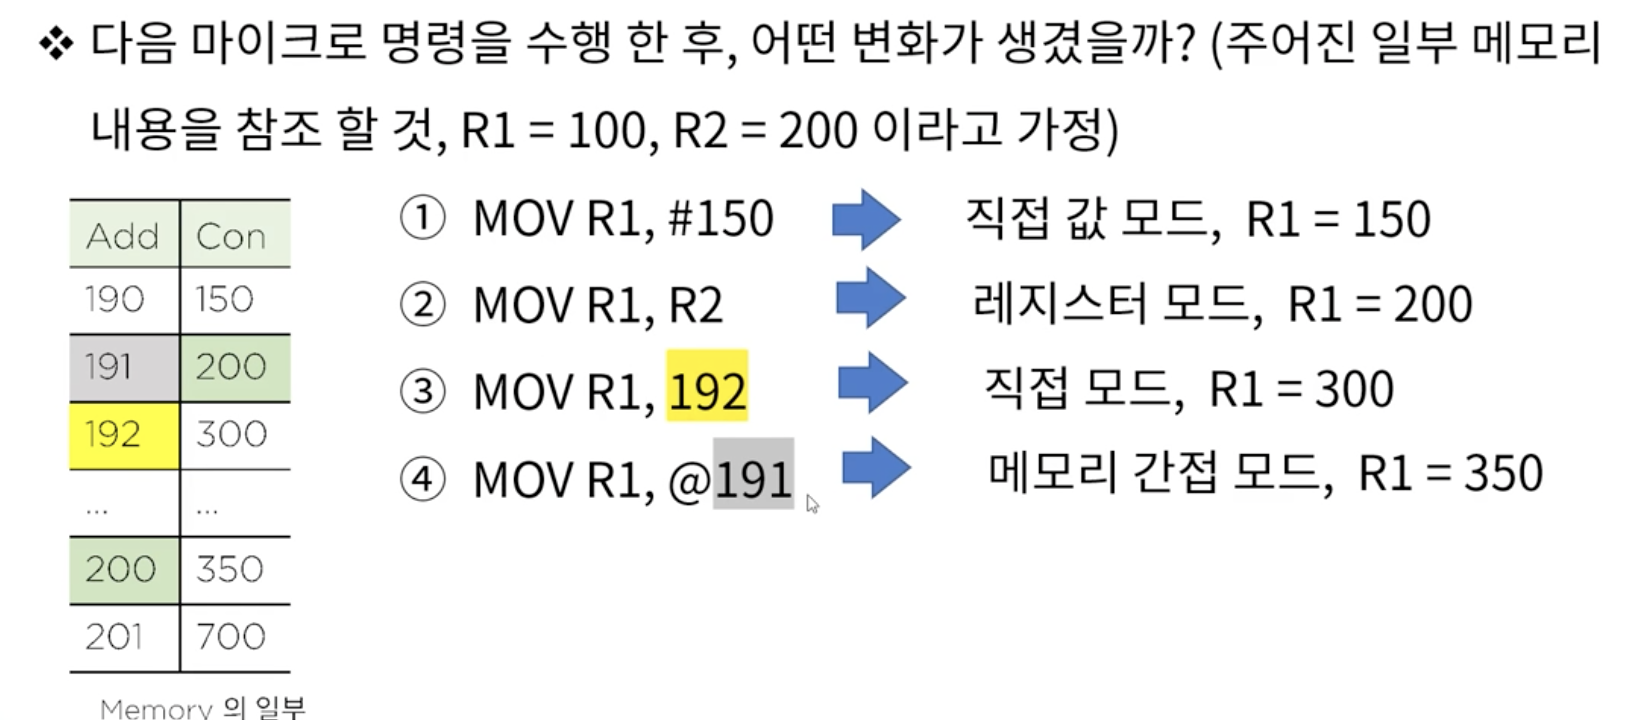 ❖ 다음 마이크로 명령을 수행 한 후, 어떤 변화가 생겼을까? (주어진 일부 메모리
내용을 참조 할 것, R1 = 100, R2 = 200 이라고 가정)
Add Con
190 150
191 200
192 300
... ...
200 350
201 700
Memory 의 일부
① MOV R1, #150 직접 값 모드, R1 = 150
② MOV R1, R2 레지스터 모드, R1 = 200
③ MOV R1, 192 직접 모드, R1 = 300
④ MOV R1, @191 메모리 간접 모드, R1 = 350